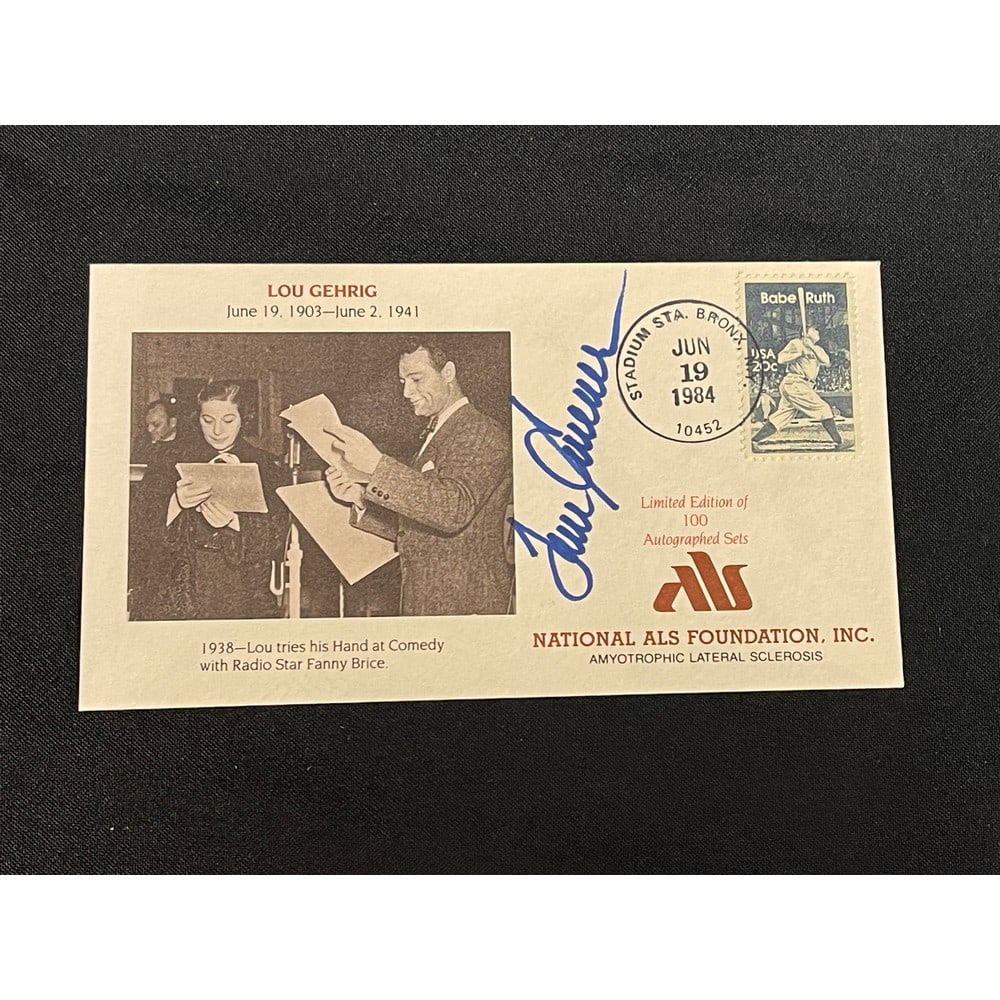 LOU GEHRIG
June 19, 1903—June 2, 1941
1938—Lou tries his Hand at Comedy
with Radio Star Fanny Brice.
STADIUM STA. BRONX,
JUN
19
1984
10452
Babe Ruth
USA
20c
Limited Edition of
100
Autographed Sets
als
NATIONAL ALS FOUNDATION, INC.
AMYOTROPHIC LATERAL SCLEROSIS